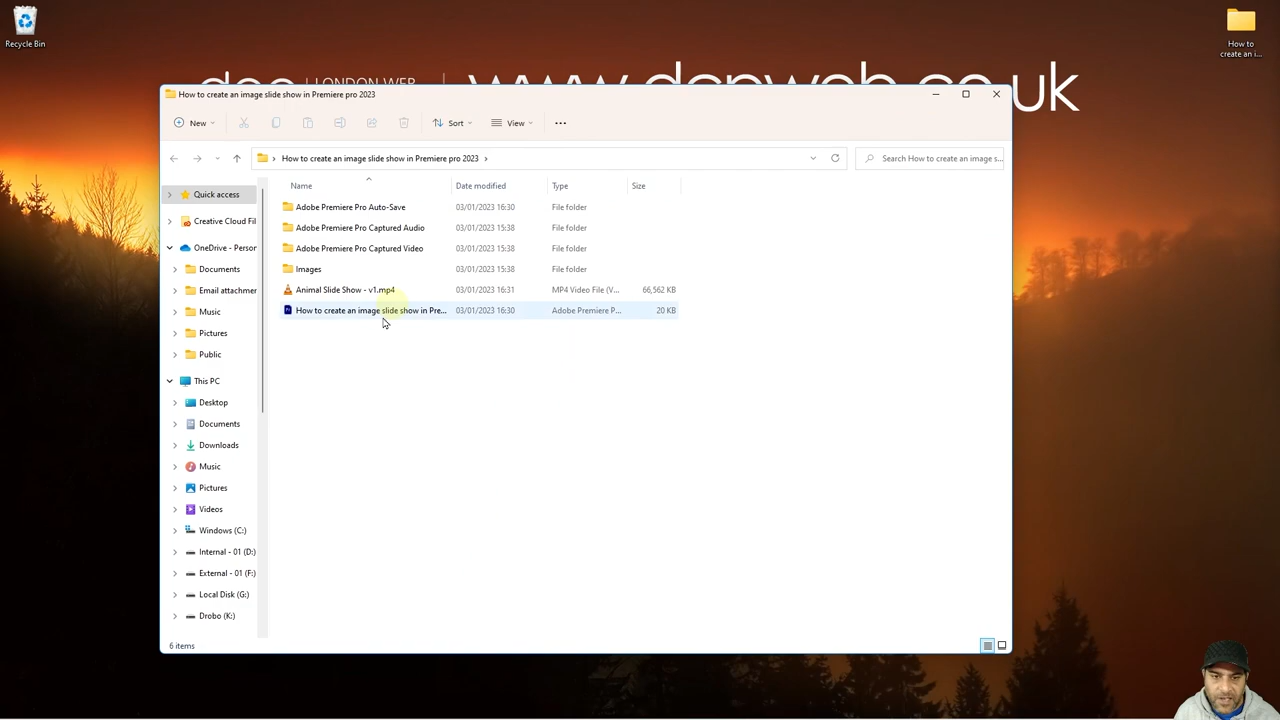 Recycle Bin
How to
create an i...
LONDON WEB
www.dcpweb.co.uk
How to create an image slide show in Premiere pro 2023
New
Sort
View
How to create an image slide show in Premiere pro 2023
Search How to create an image s...
Name
Date modified
Type
Size
Quick access
Creative Cloud Fil
OneDrive - Person
Documents
Email attachmer
Music
Pictures
Public
This PC
Desktop
Documents
Downloads
Music
Pictures
Videos
Windows (C:)
Internal - 01 (D:)
External - 01 (F:)
Local Disk (G:)
Drobo (K:)
Adobe Premiere Pro Auto-Save 03/01/2023 16:30 File folder
Adobe Premiere Pro Captured Audio 03/01/2023 15:38 File folder
Adobe Premiere Pro Captured Video 03/01/2023 15:38 File folder
Images 03/01/2023 15:38 File folder
Animal Slide Show - v1.mp4 03/01/2023 16:31 MP4 Video File (V... 66,562 KB
How to create an image slide show in Pre... 03/01/2023 16:30 Adobe Premiere P... 20 KB
6 items